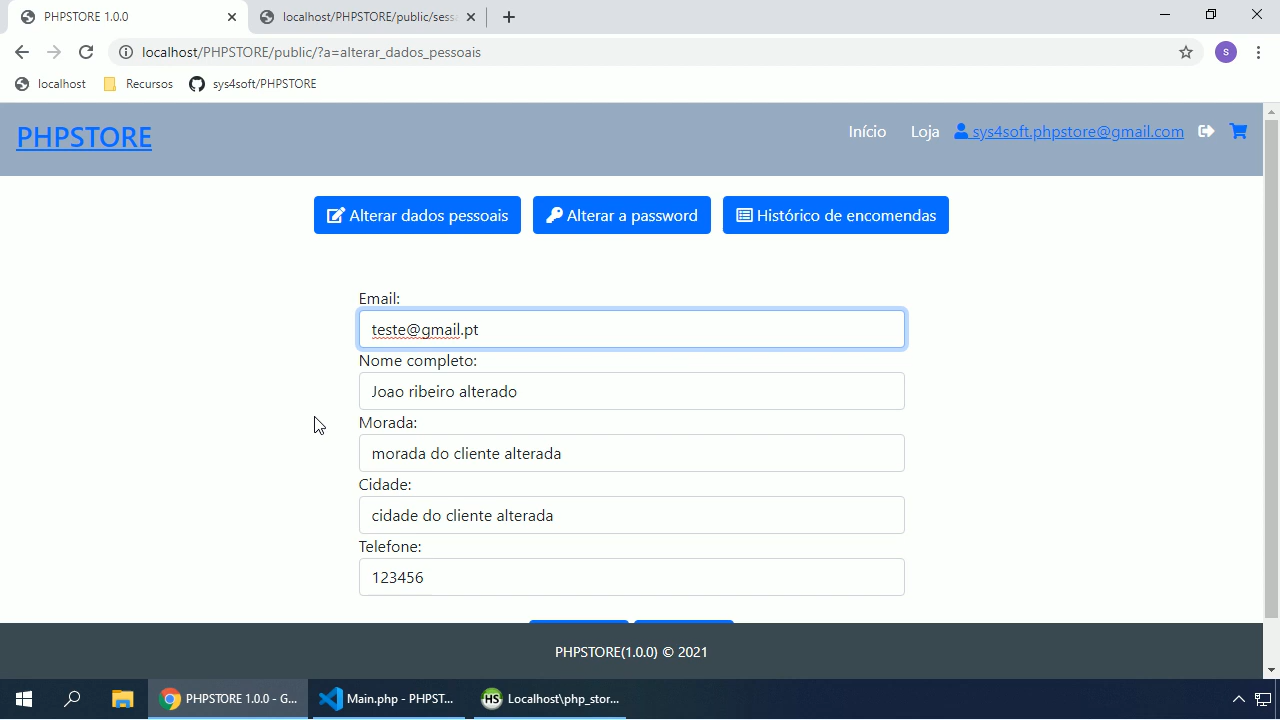 PHPSTORE 1.0.0
localhost/PHPSTORE/public/sess
localhost/PHPSTORE/public/?a=alterar_dados_pessoais
S
localhost
Recursos
sys4soft/PHPSTORE
PHPSTORE
Início
Loja
sys4soft.phpstore@gmail.com
Alterar dados pessoais
Alterar a password
Histórico de encomendas
Email:
teste@gmail.pt
Nome completo:
Joao ribeiro alterado
Morada:
morada do cliente alterada
Cidade:
cidade do cliente alterada
Telefone:
123456
PHPSTORE(1.0.0) © 2021
PHPSTORE 1.0.0 - G...
Main.php - PHPST...
HS
Localhost\php_stor...